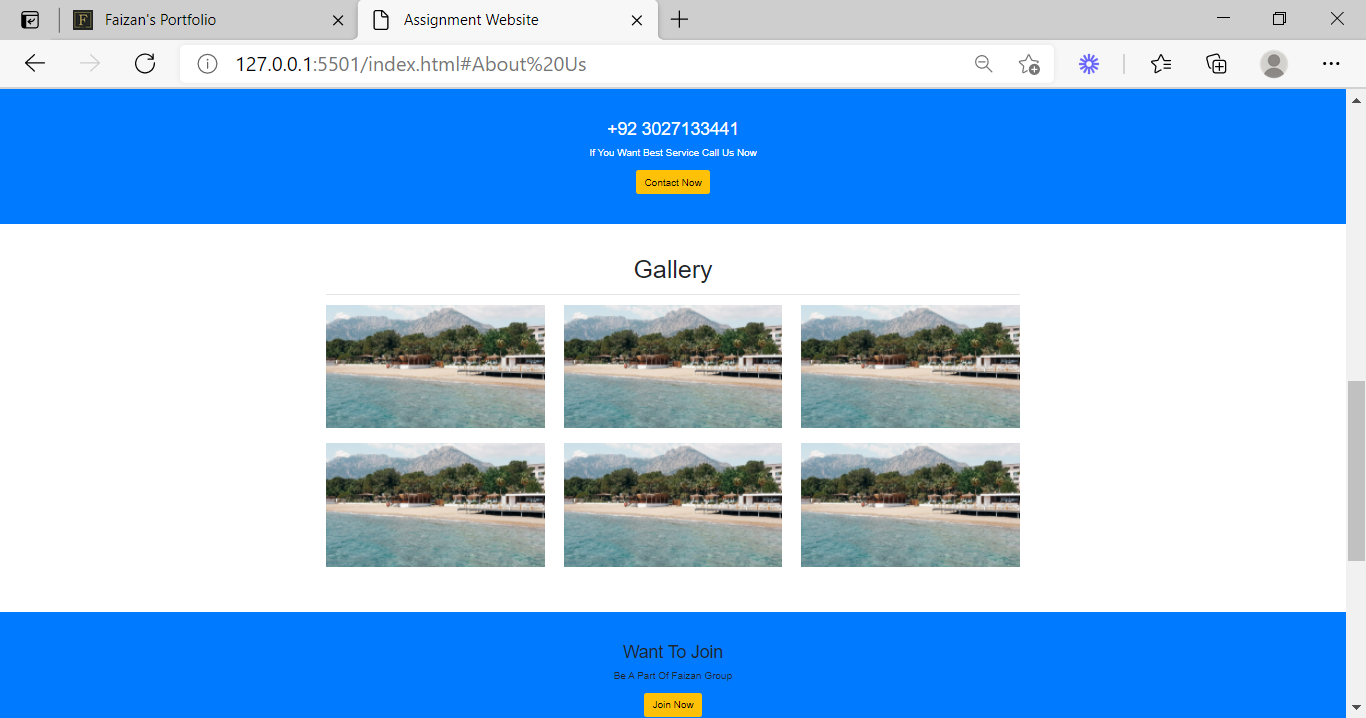 Faizan's Portfolio
Assignment Website
127.0.0.1:5501/index.html#About%20Us
+92 3027133441
If You Want Best Service Call Us Now
Contact Now
Gallery
Want To Join
Be A Part Of Faizan Group
Join Now